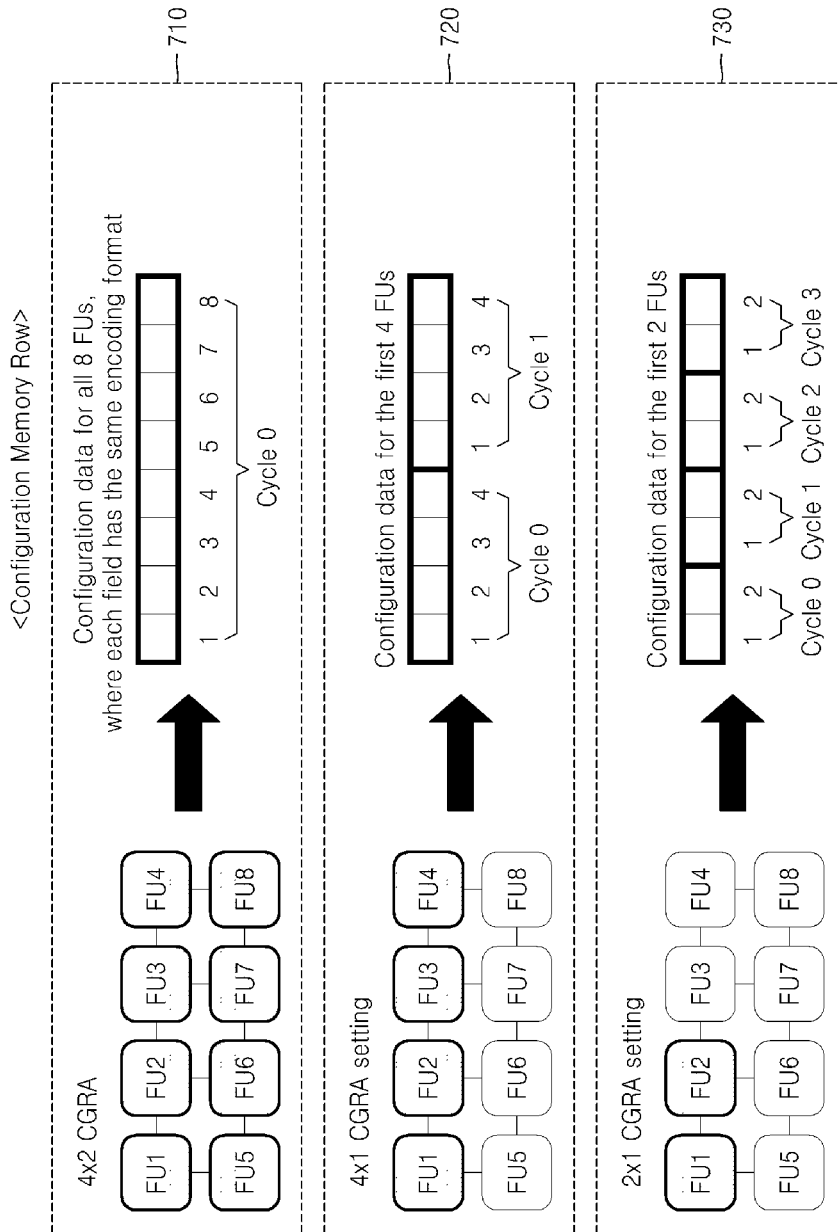 <Configuration Memory Row>
4x2 CGRA
FU1 FU2 FU3 FU4
FU5 FU6 FU7 FU8
Configuration data for all 8 FUs,
where each field has the same encoding format
1 2 3 4 5 6 7 8
Cycle 0
710
4x1 CGRA setting
FU1 FU2 FU3 FU4
FU5 FU6 FU7 FU8
Configuration data for the first 4 FUs
1 2 3 4 1 2 3 4
Cycle 0 Cycle 1
720
2x1 CGRA setting
FU1 FU2 FU3 FU4
FU5 FU6 FU7 FU8
Configuration data for the first 2 FUs
1 2 1 2 1 2 1 2
Cycle 0 Cycle 1 Cycle 2 Cycle 3
730